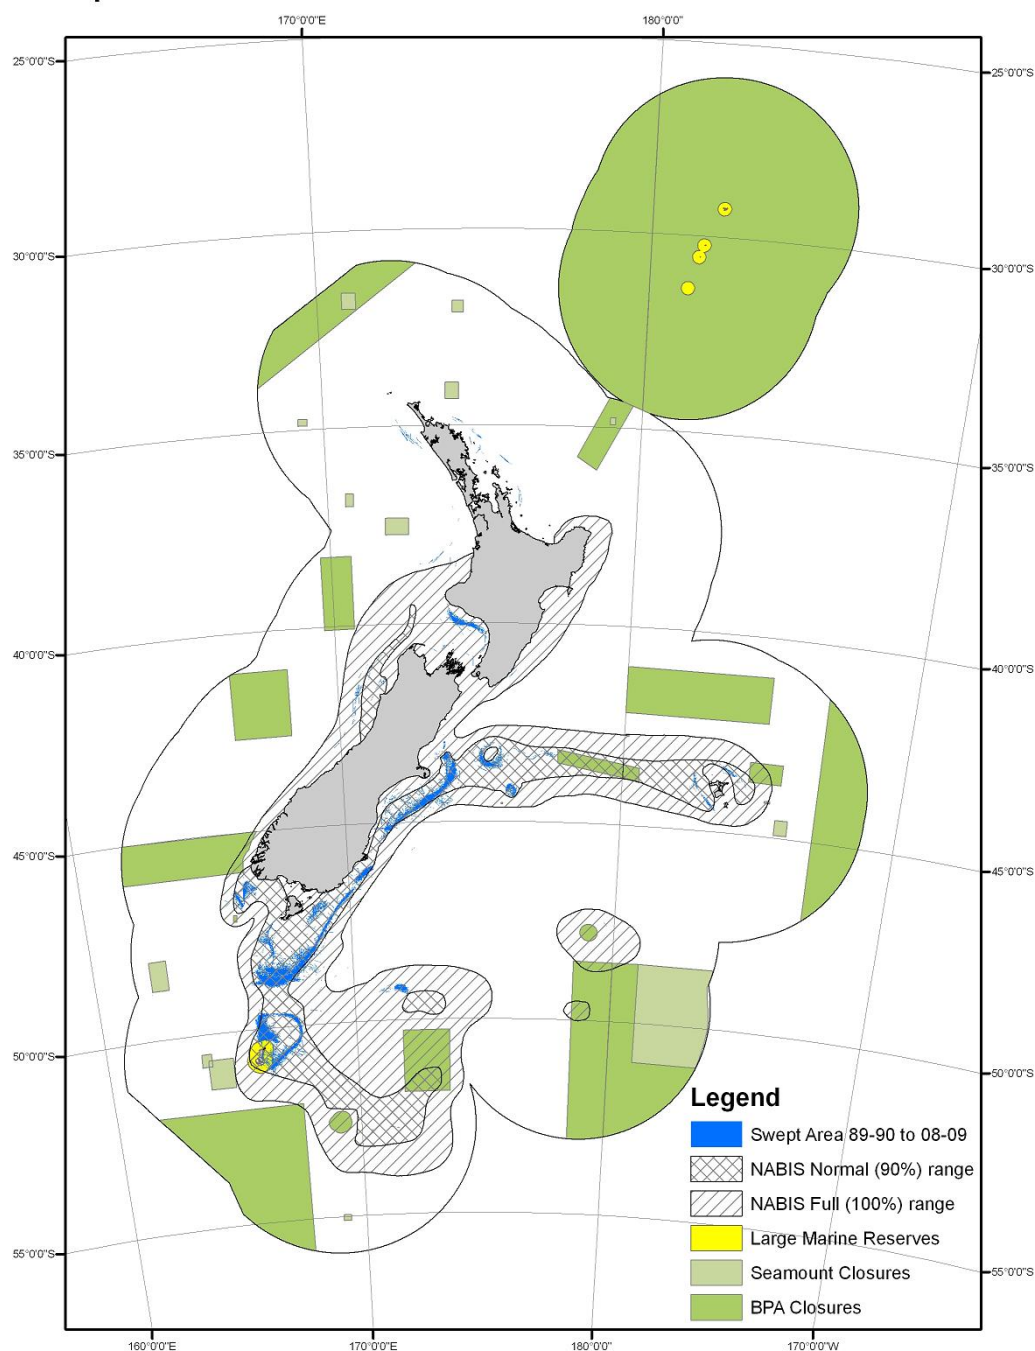 170°0'0"E 180°0'0"
25°0'0"S 25°0'0"S
30°0'0"S 30°0'0"S
35°0'0"S 35°0'0"S
40°0'0"S 40°0'0"S
45°0'0"S 45°0'0"S
50°0'0"S 50°0'0"S
Legend
Swept Area 89-90 to 08-09
NABIS Normal (90%) range
NABIS Full (100%) range
Large Marine Reserves
55°0'0"S 55°0'0"S
Seamount Closures
BPA Closures
160°0'0"E 170°0'0"E 180°0'0" 170°0'0"W